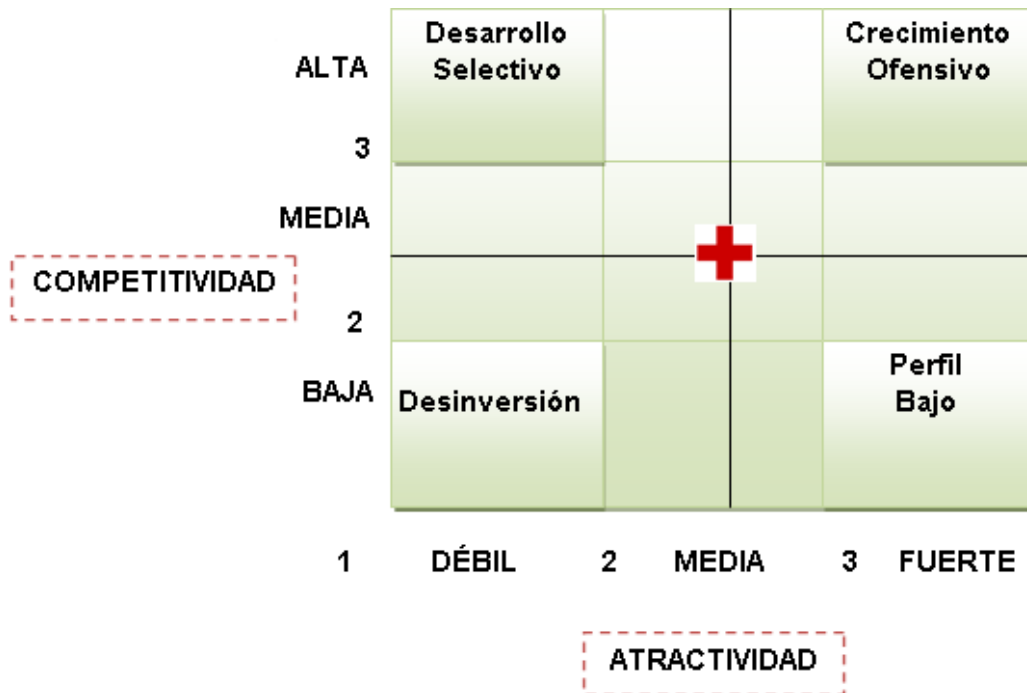 Desarrollo
Selectivo
Crecimiento
Ofensivo
ALTA
3
MEDIA
COMPETITIVIDAD
2
BAJA
Desinversión
Perfil
Bajo
1 DÉBIL 2 MEDIA 3 FUERTE
ATRACTIVIDAD